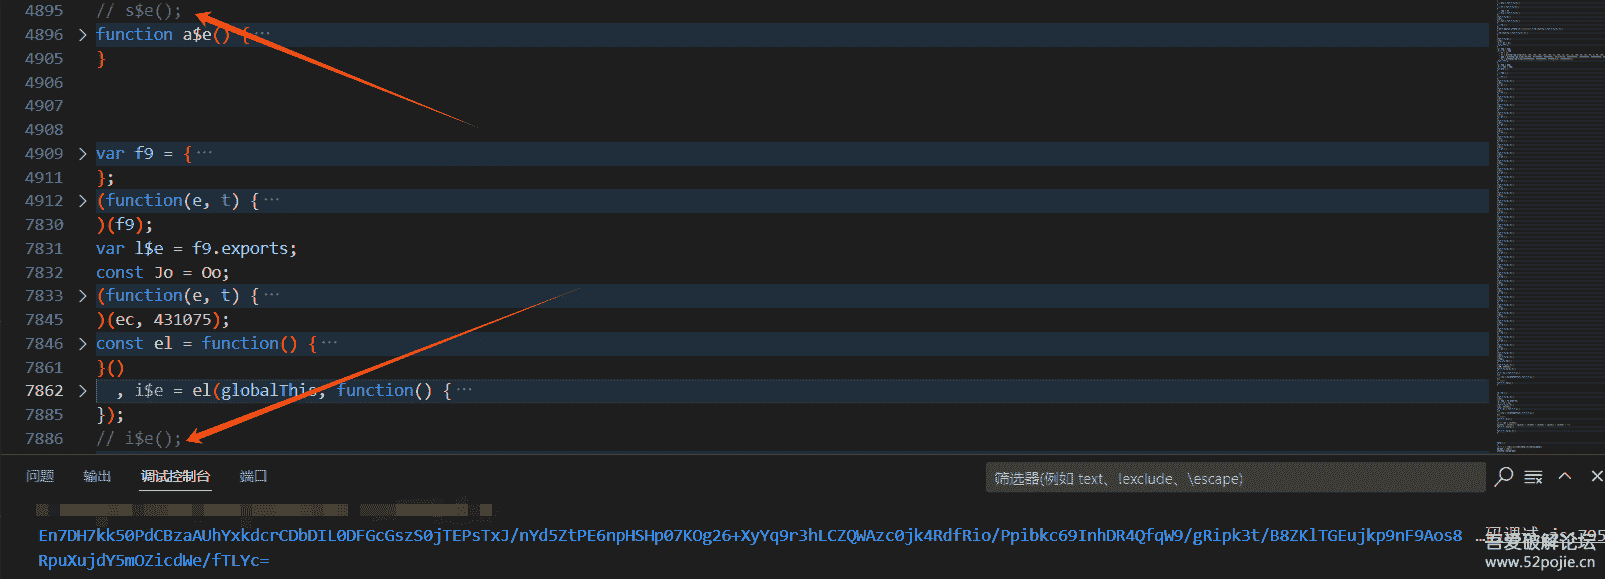 4895 // s$e();
4896 > function a$e() { ···
4905 }
4906
4907
4908
4909 > var f9 = { ···
4911 };
4912 > (function(e, t) { ···
7830 )(f9);
7831 var l$e = f9.exports;
7832 const Jo = Oo;
7833 > (function(e, t) { ···
7845 )(ec, 431075);
7846 > const el = function() { ···
7861 }()
7862 > , i$e = el(globalThis, function() { ···
7885 });
7886 // i$e();
问题 输出 调试控制台 端口 筛选器(例如 text、!exclude、\escape)
En7DH7kk50PdCBzaAUhYxkdcrCDbDIL0DFGcGszS0jTEPsTxJ/nYd5ZtPE6npHSHp07KOg26+XyYq9r3hLCZQWAzc0jk4RdfRio/Ppibkc69InhDR4QfqW9/gRipk3t/B8ZKlTGEujkp9nF9Aos8
RpuXujdY5mOZicdWe/fTLYc=
吾爱破解论坛
www.52pojie.cn